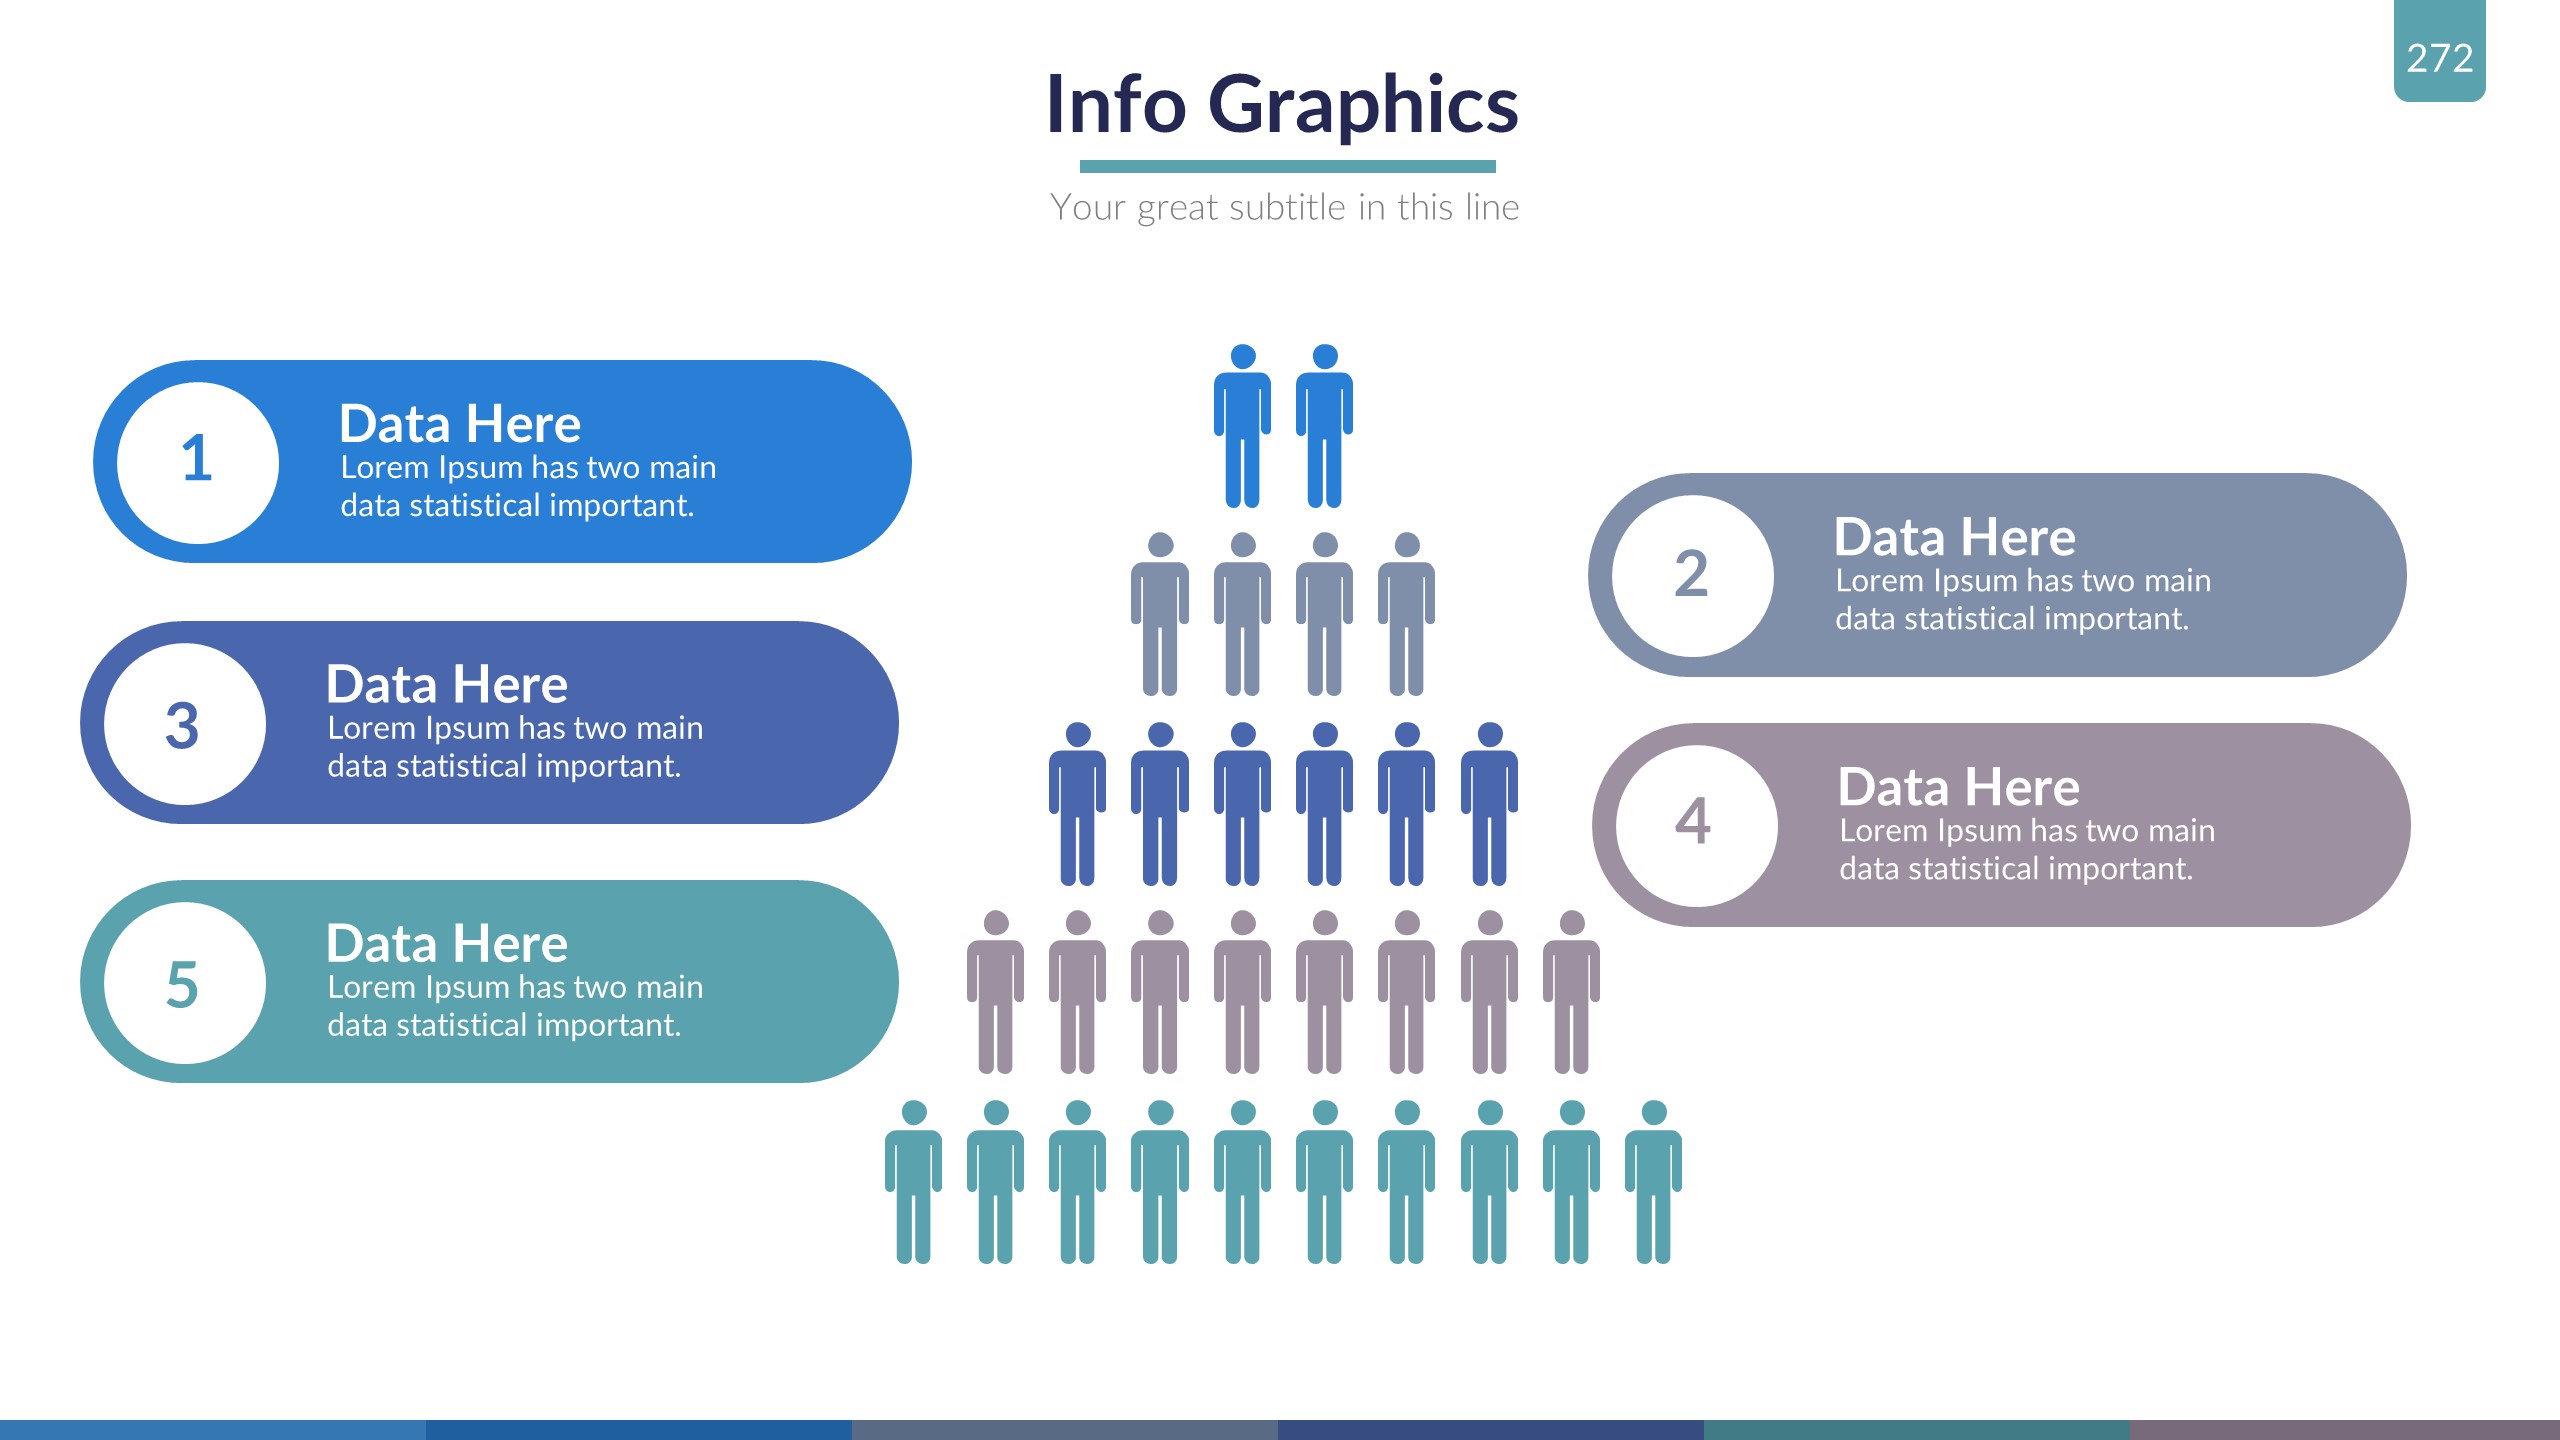 272
Info Graphics
Your great subtitle in this line
1
Data Here
Lorem Ipsum has two main
data statistical important.
2
Data Here
Lorem Ipsum has two main
data statistical important.
3
Data Here
Lorem Ipsum has two main
data statistical important.
4
Data Here
Lorem Ipsum has two main
data statistical important.
5
Data Here
Lorem Ipsum has two main
data statistical important.